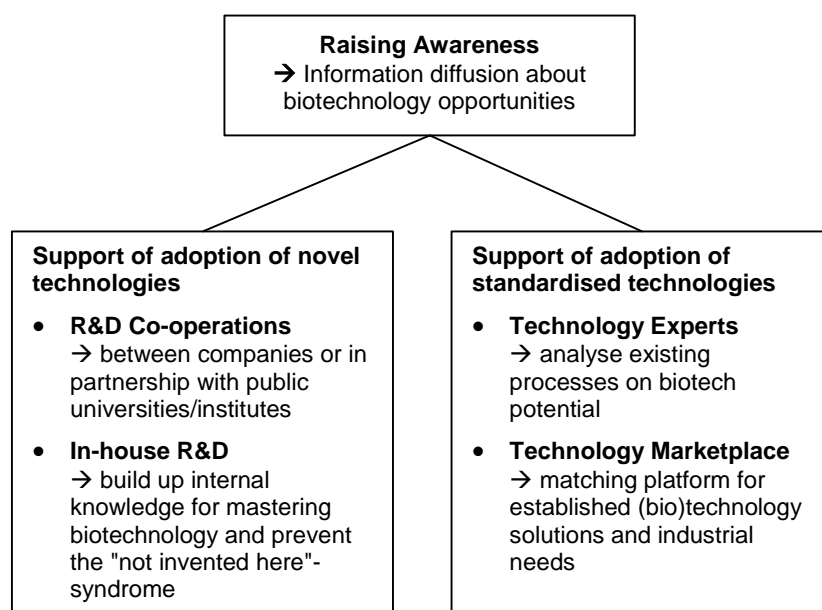 Raising Awareness
→ Information diffusion about
biotechnology opportunities
Support of adoption of novel
technologies
• R&D Co-operations
→ between companies or in
partnership with public
universities/institutes
• In-house R&D
→ build up internal
knowledge for mastering
biotechnology and prevent
the "not invented here"-
syndrome
Support of adoption of
standardised technologies
• Technology Experts
→ analyse existing
processes on biotech
potential
• Technology Marketplace
→ matching platform for
established (bio)technology
solutions and industrial
needs